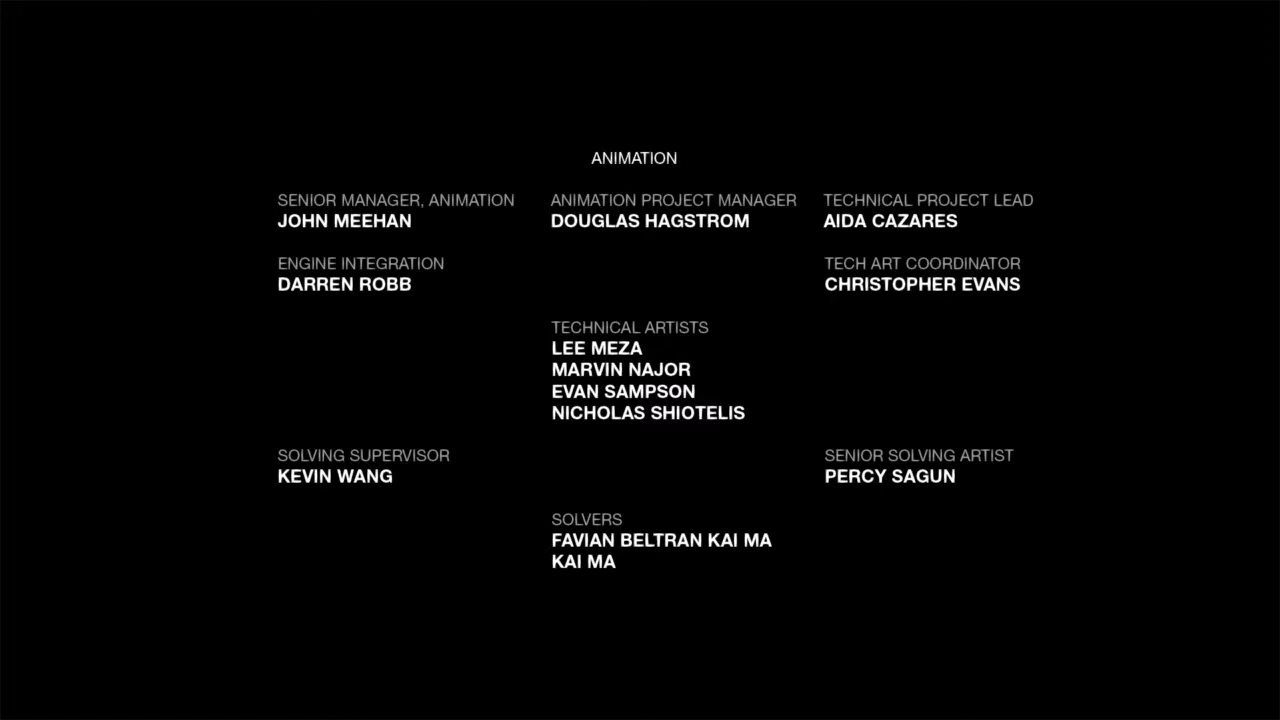 ANIMATION
SENIOR MANAGER, ANIMATION
JOHN MEEHAN
ANIMATION PROJECT MANAGER
DOUGLAS HAGSTROM
TECHNICAL PROJECT LEAD
AIDA CAZARES
ENGINE INTEGRATION
DARREN ROBB
TECH ART COORDINATOR
CHRISTOPHER EVANS
TECHNICAL ARTISTS
LEE MEZA
MARVIN NAJOR
EVAN SAMPSON
NICHOLAS SHIOTELIS
SOLVING SUPERVISOR
KEVIN WANG
SENIOR SOLVING ARTIST
PERCY SAGUN
SOLVERS
FAVIAN BELTRAN KAI MA
KAI MA